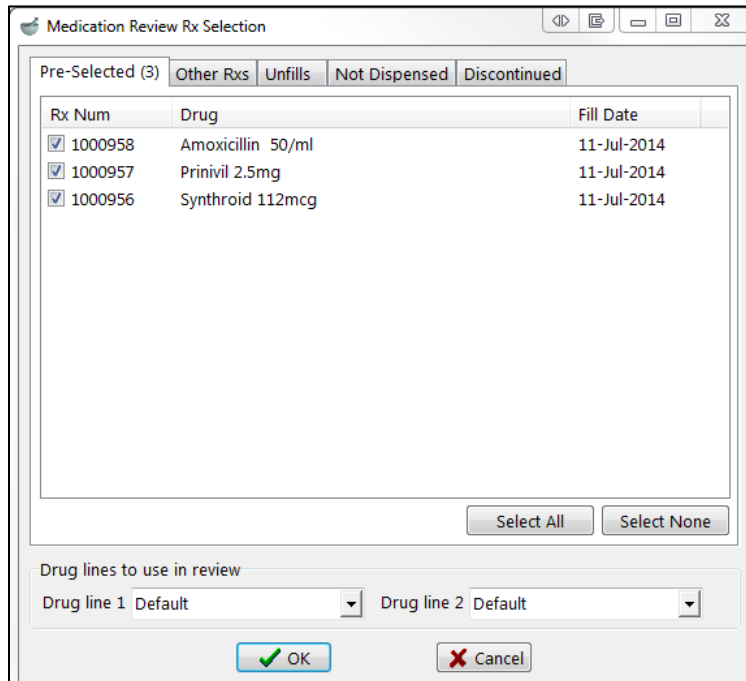 Medication Review Rx Selection
Pre-Selected (3) Other Rxs Unfills Not Dispensed Discontinued
Rx Num Drug Fill Date
1000958 Amoxicillin 50/ml 11-Jul-2014
1000957 Prinivil 2.5mg 11-Jul-2014
1000956 Synthroid 112mcg 11-Jul-2014
Select All Select None
Drug lines to use in review
Drug line 1 Default Drug line 2 Default
OK Cancel